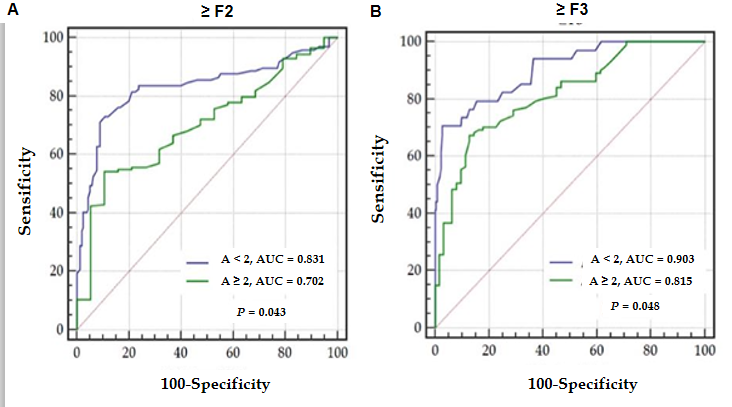 A
≥ F2
100
80
60
40
20
0
Sensificity
A < 2, AUC = 0.831
A ≥ 2, AUC = 0.702
P = 0.043
0 20 40 60 80 100
100-Specificity
B
≥ F3
100
80
60
40
20
0
Sensificity
A < 2, AUC = 0.903
A ≥ 2, AUC = 0.815
P = 0.048
0 20 40 60 80 100
100-Specificity